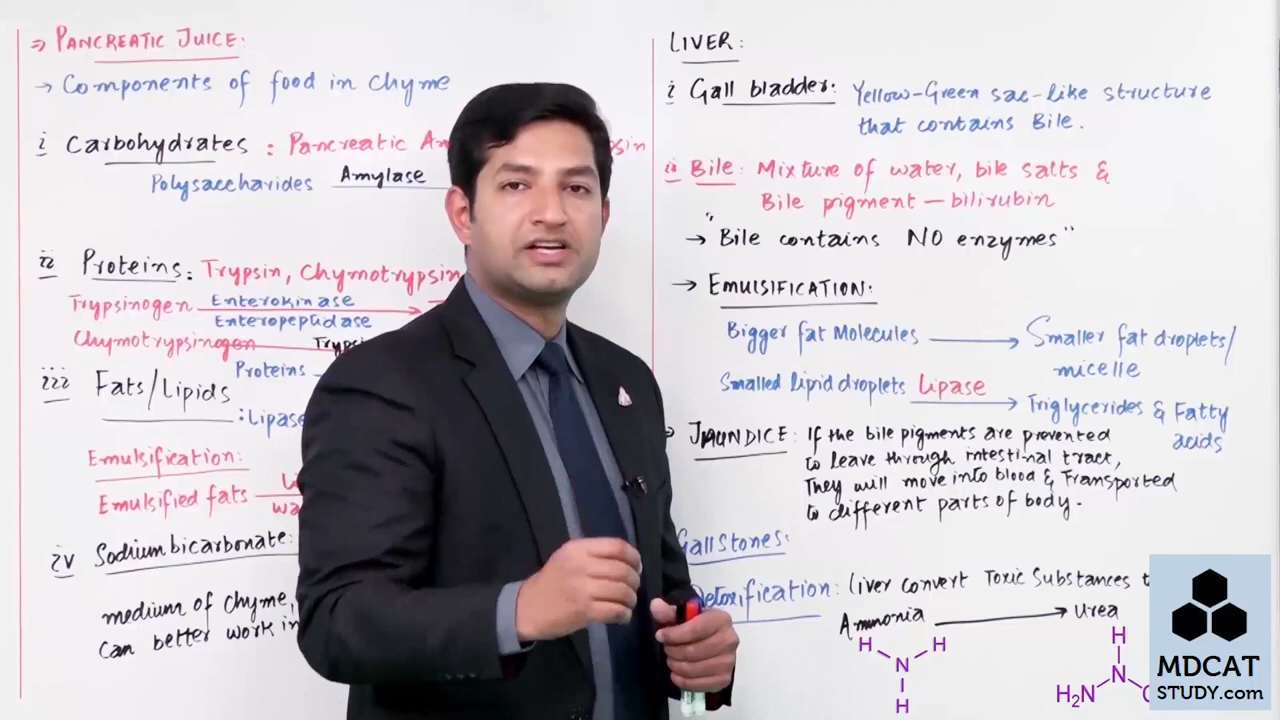 ⇒ PANCREATIC JUICE:
→ Components of food in Chyme
i Carbohydrates : Pancreatic
Polysaccharides Amylase
ii Proteins: Trypsin, Chymotrypsin
Trypsinogen Enterokinase
Enteropeptidase
Chymotrypsinogen
Proteins
iii Fats/Lipids
: Lipase
Emulsification:
Emulsified fats
iv Sodium bicarbonate:
medium of chyme,
can better work in
LIVER:
i Gall bladder: Yellow-Green sac-like structure
that contains Bile.
ii Bile: Mixture of water, bile salts &
Bile pigment — bilirubin
→ "Bile contains NO enzymes"
→ EMULSIFICATION:
Bigger fat Molecules → Smaller fat droplets/
micelle
Smalled lipid droplets Lipase → Triglycerides & Fatty
acids
JAUNDICE: If the bile pigments are prevented
to leave through intestinal tract,
They will move into blood & Transported
to different parts of body.
Gall Stones:
Detoxification: Liver convert Toxic Substances
Ammonia → Urea
H H
N
H
H
N
H₂N
MDCAT
STUDY.com